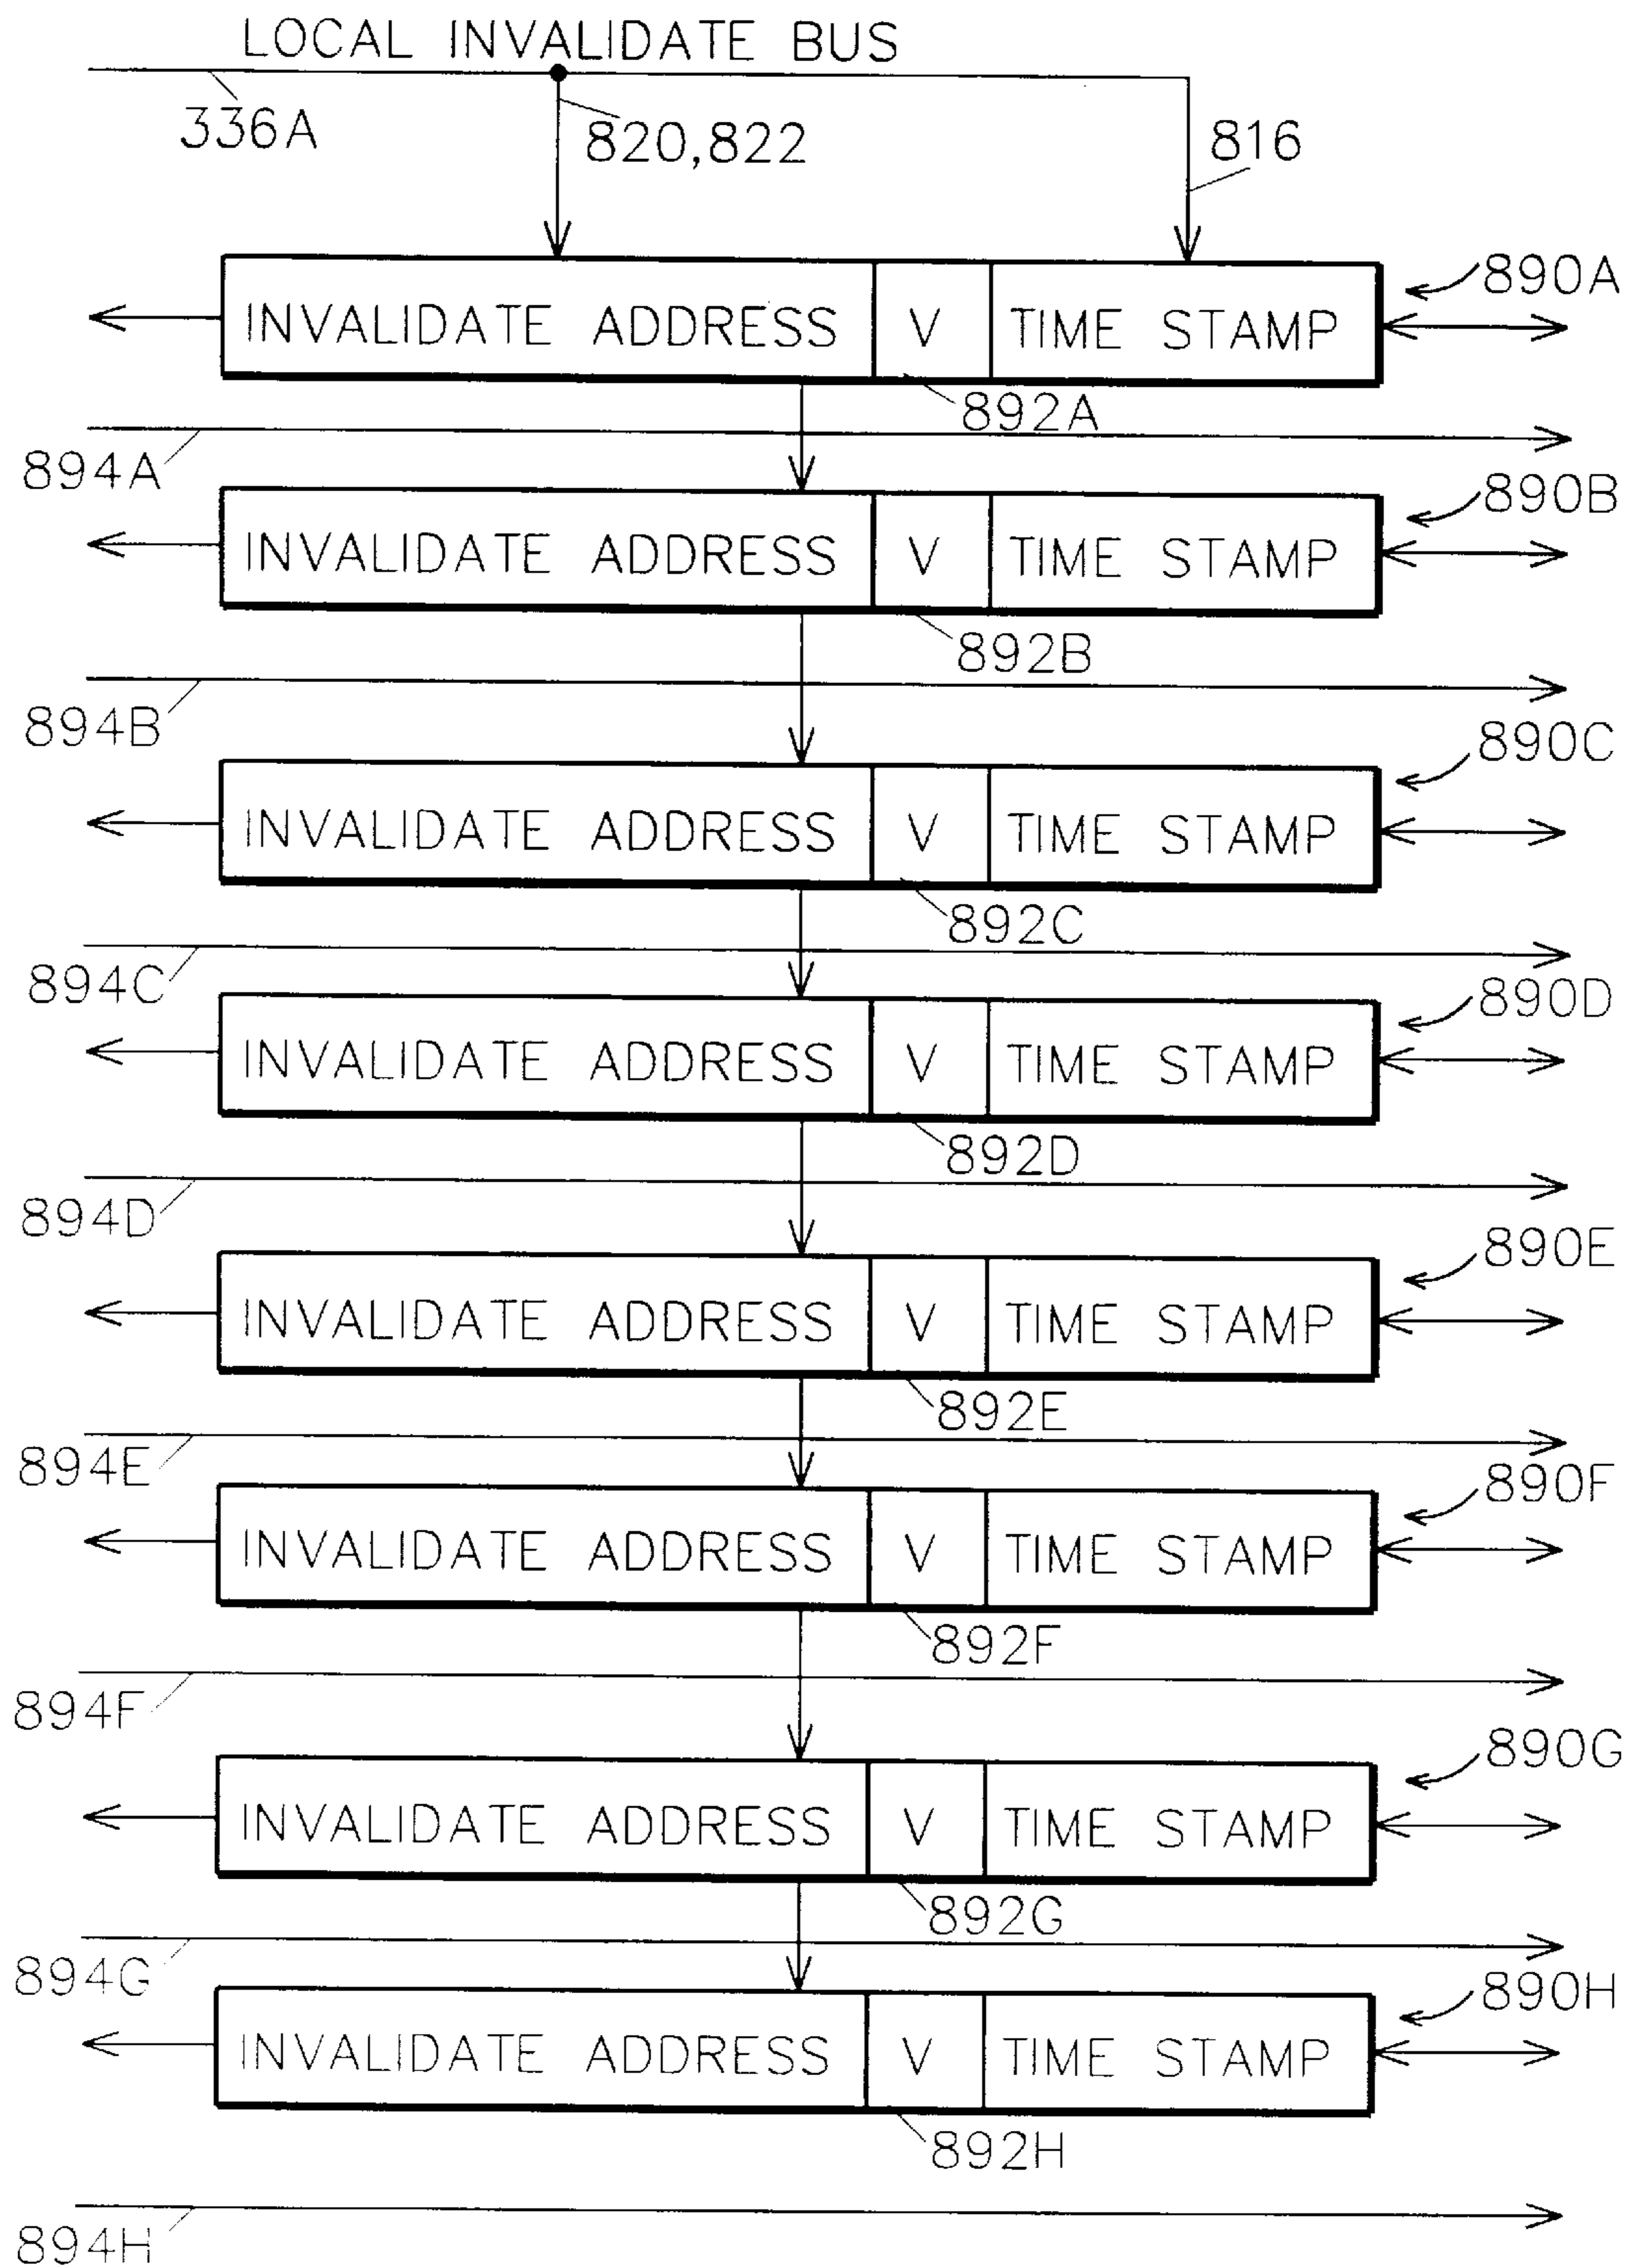 LOCAL INVALIDATE BUS
336A
820,822
816
890A
INVALIDATE ADDRESS V TIME STAMP
892A
894A
890B
INVALIDATE ADDRESS V TIME STAMP
892B
894B
890C
INVALIDATE ADDRESS V TIME STAMP
892C
894C
890D
INVALIDATE ADDRESS V TIME STAMP
892D
894D
890E
INVALIDATE ADDRESS V TIME STAMP
892E
894E
890F
INVALIDATE ADDRESS V TIME STAMP
892F
894F
890G
INVALIDATE ADDRESS V TIME STAMP
892G
894G
890H
INVALIDATE ADDRESS V TIME STAMP
892H
894H